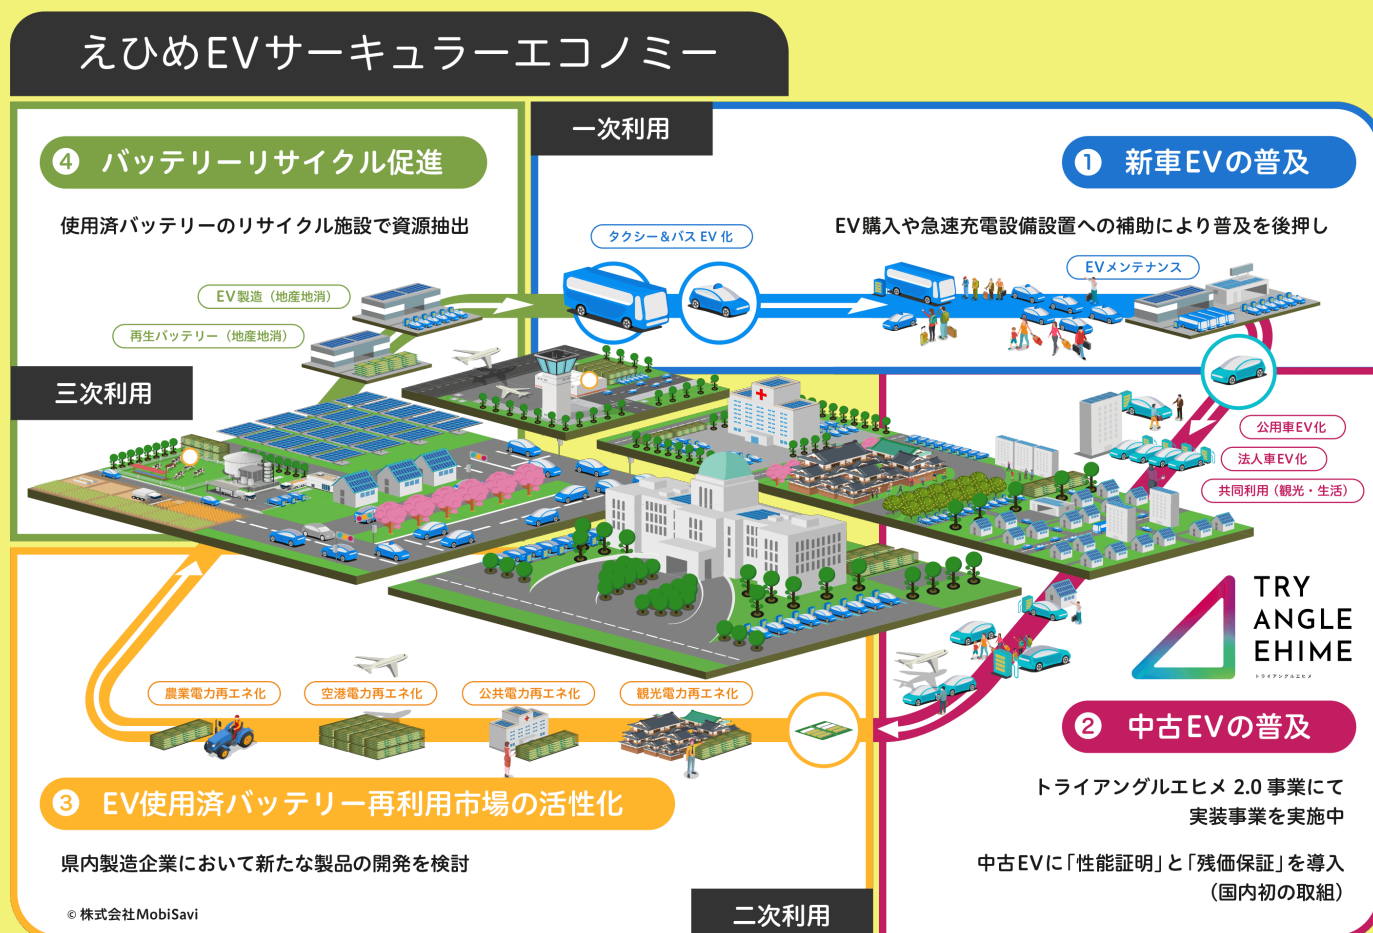 えひめEVサーキュラーエコノミー
一次利用
❶ 新車EVの普及
EV購入や急速充電設備設置への補助により普及を後押し
タクシー&バス EV 化
EVメンテナンス
公用車EV化
法人車EV化
共同利用（観光・生活）
TRY
ANGLE
EHIME
トライアングルエヒメ
❷ 中古EVの普及
トライアングルエヒメ 2.0 事業にて
実装事業を実施中
中古EVに「性能証明」と「残価保証」を導入
（国内初の取組）
二次利用
農業電力再エネ化
空港電力再エネ化
公共電力再エネ化
観光電力再エネ化
❸ EV使用済バッテリー再利用市場の活性化
県内製造企業において新たな製品の開発を検討
© 株式会社MobiSavi
三次利用
❹ バッテリーリサイクル促進
使用済バッテリーのリサイクル施設で資源抽出
EV製造（地産地消）
再生バッテリー（地産地消）